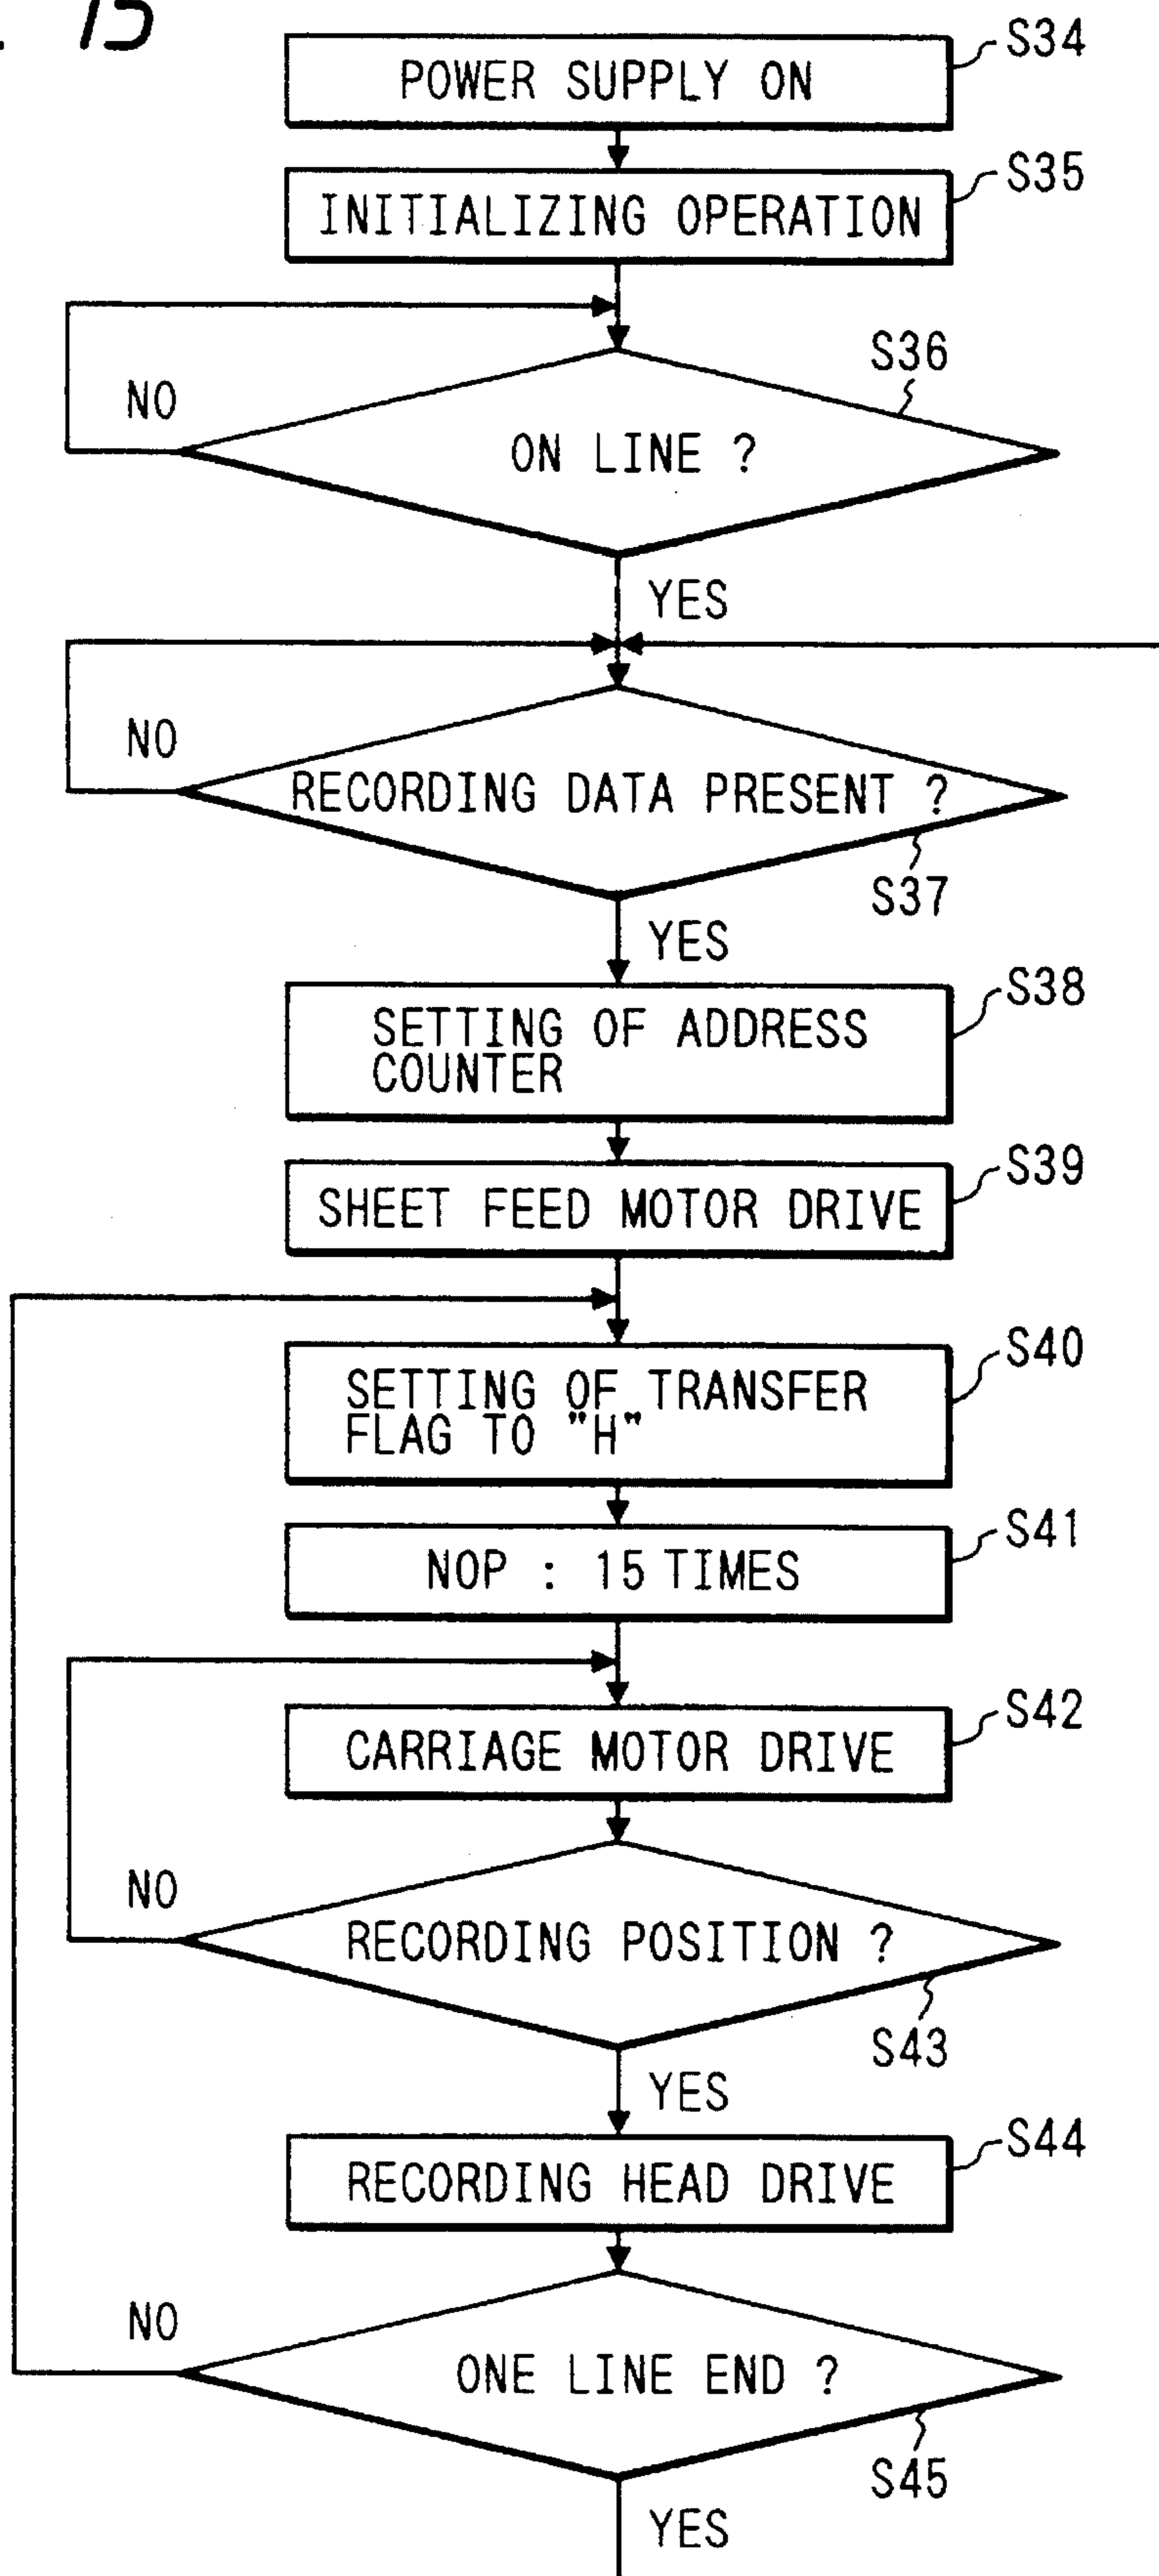 15
POWER SUPPLY ON
S34
INITIALIZING OPERATION
S35
S36
NO
ON LINE ?
YES
NO
RECORDING DATA PRESENT ?
S37
YES
S38
SETTING OF ADDRESS
COUNTER
S39
SHEET FEED MOTOR DRIVE
S40
SETTING OF TRANSFER
FLAG TO "H"
S41
NOP : 15 TIMES
S42
CARRIAGE MOTOR DRIVE
NO
RECORDING POSITION ?
S43
YES
S44
RECORDING HEAD DRIVE
NO
ONE LINE END ?
S45
YES